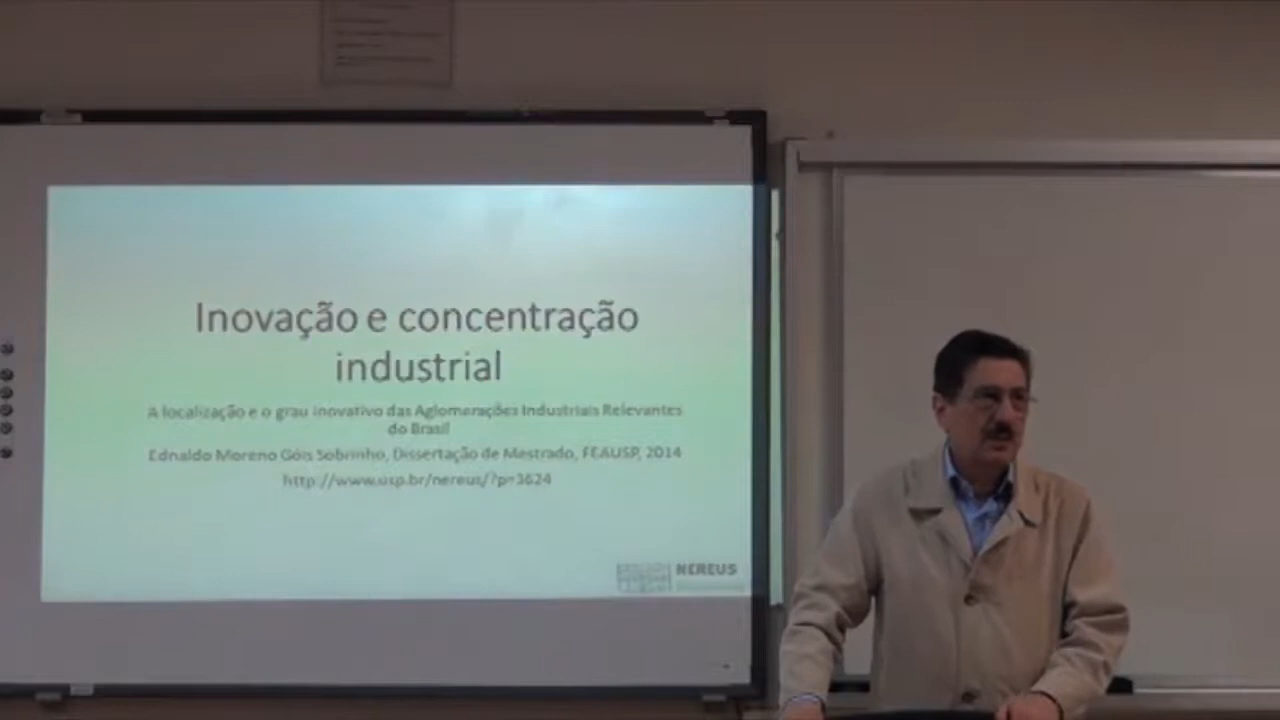 Inovação e concentração
industrial
A localização e o grau inovativo das Aglomerações Industriais Relevantes
do Brasil
Ednaldo Moreno Góis Sobrinho, Dissertação de Mestrado, FEAUSP, 2014
http://www.usp.br/nereus/?p=3624
NEREUS